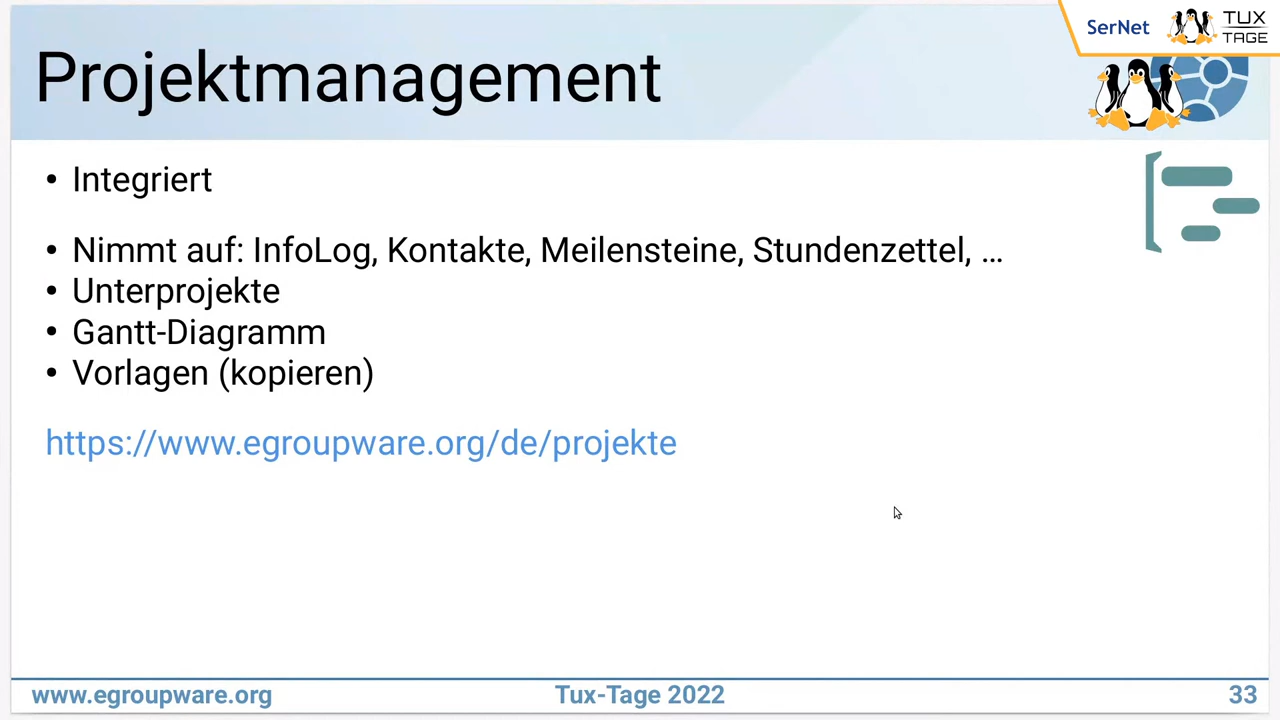 SerNet
TUX
TAGE
Projektmanagement
• Integriert
• Nimmt auf: InfoLog, Kontakte, Meilensteine, Stundenzettel, ...
• Unterprojekte
• Gantt-Diagramm
• Vorlagen (kopieren)
https://www.egroupware.org/de/projekte
www.egroupware.org
Tux-Tage 2022
33